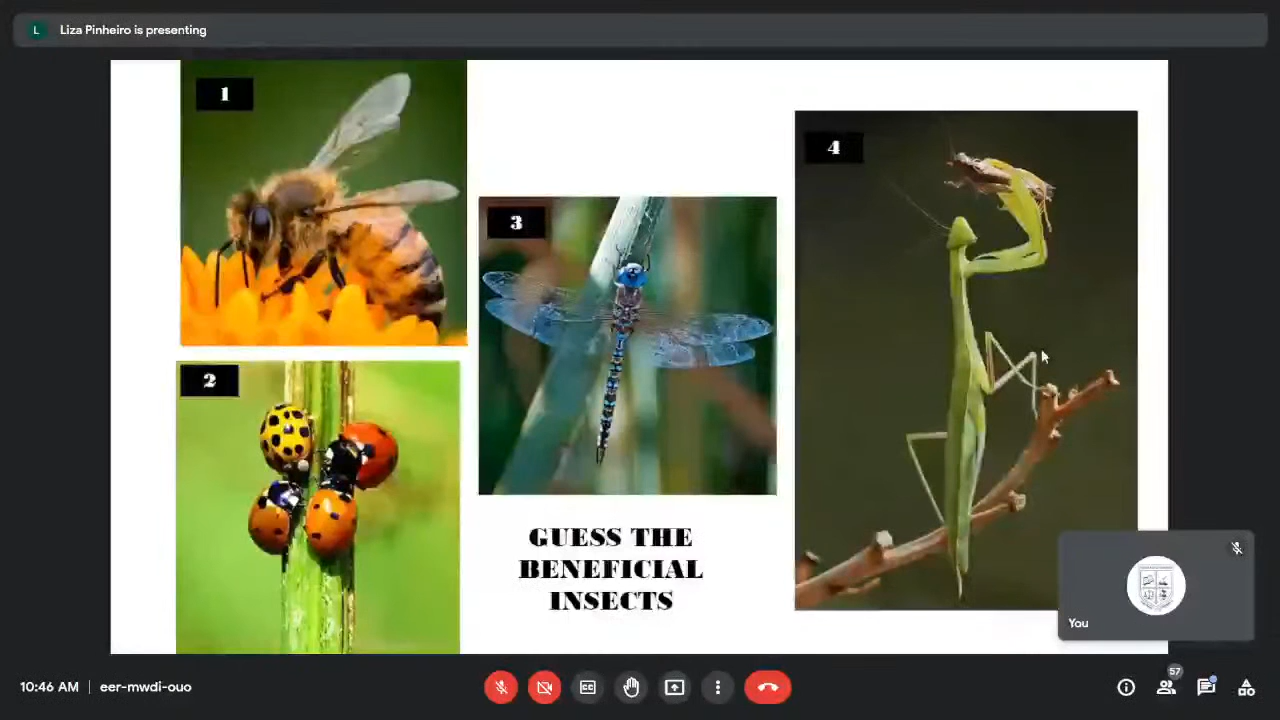 L Liza Pinheiro is presenting
1
2
3
4
GUESS THE
BENEFICIAL
INSECTS
You
10:46 AM | eer-mwdi-ouo
CC
57